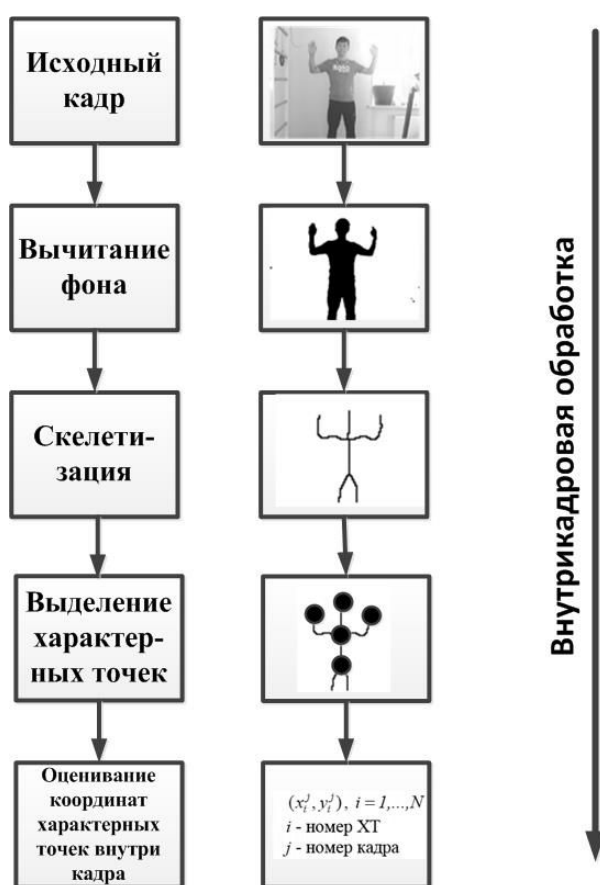 Исходный
кадр
Вычитание
фона
Скелети-
зация
Выделение
характер-
ных точек
Оценивание
координат
характерных
точек внутри
кадра
(x_i^j, y_i^j), i = 1,...,N
i - номер ХТ
j - номер кадра
Внутрикадровая обработка